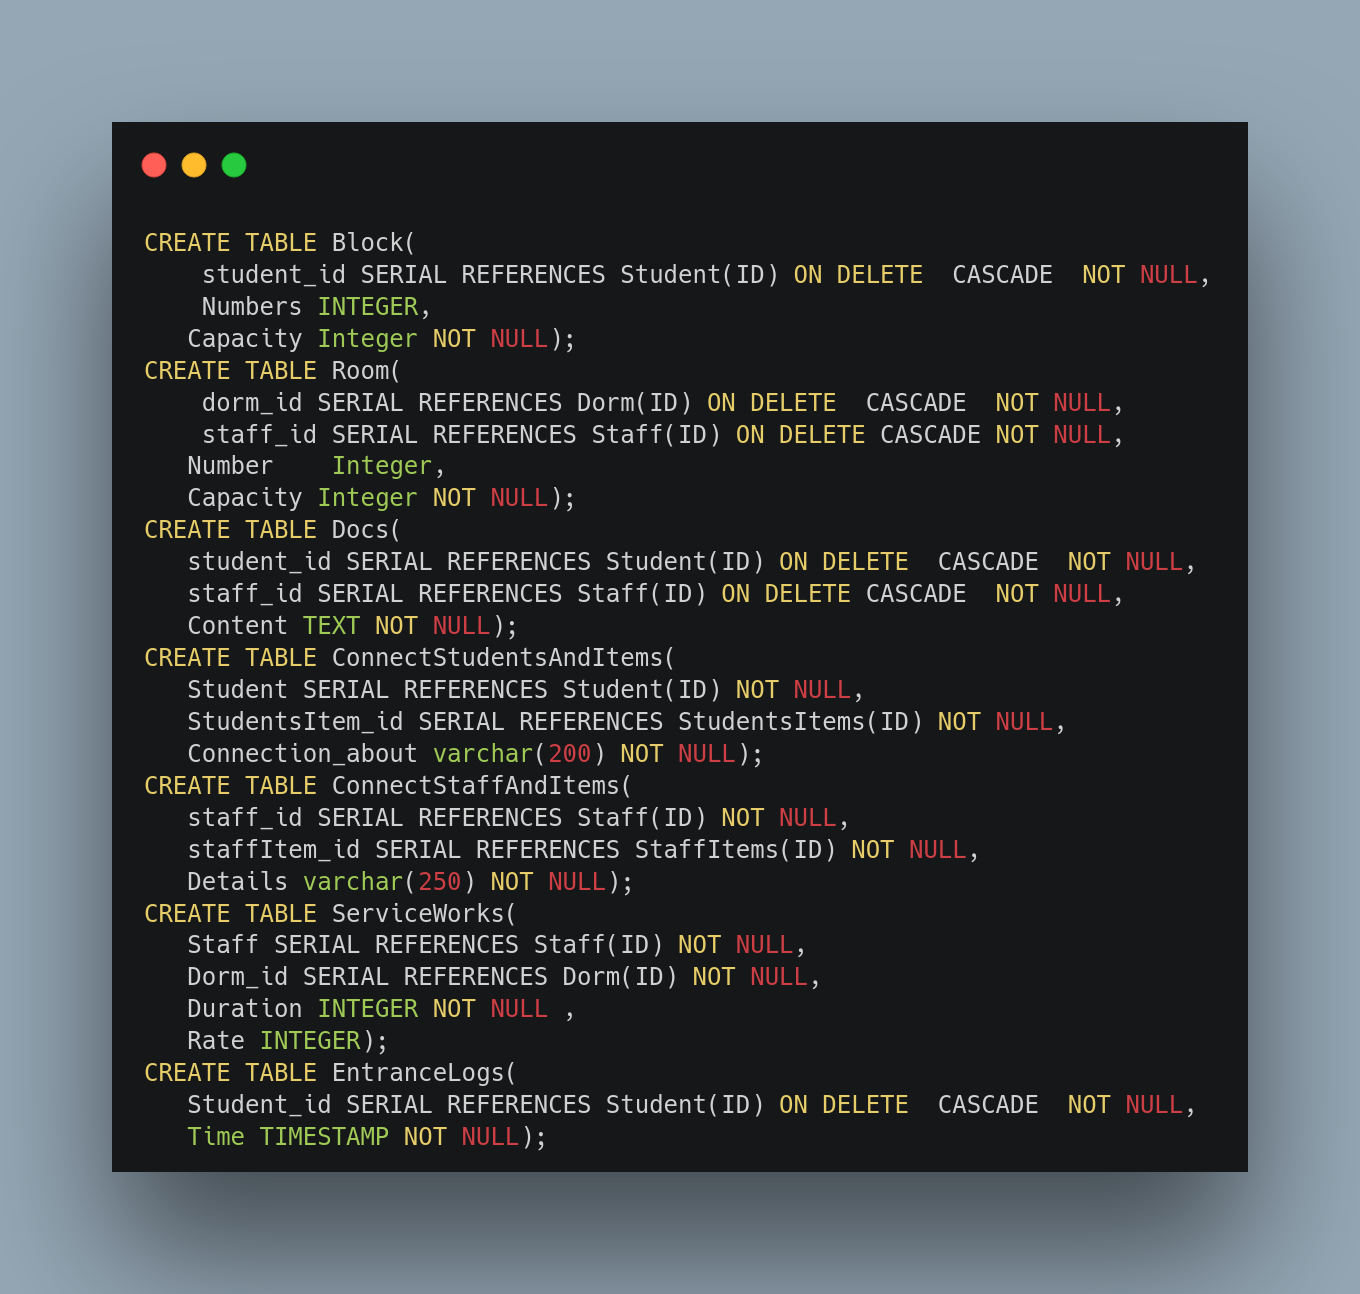 CREATE TABLE Block(
    student_id SERIAL REFERENCES Student(ID) ON DELETE  CASCADE  NOT NULL,
    Numbers INTEGER,
   Capacity Integer NOT NULL);
CREATE TABLE Room(
    dorm_id SERIAL REFERENCES Dorm(ID) ON DELETE  CASCADE  NOT NULL,
    staff_id SERIAL REFERENCES Staff(ID) ON DELETE CASCADE NOT NULL,
   Number    Integer,
   Capacity Integer NOT NULL);
CREATE TABLE Docs(
   student_id SERIAL REFERENCES Student(ID) ON DELETE  CASCADE  NOT NULL,
   staff_id SERIAL REFERENCES Staff(ID) ON DELETE CASCADE  NOT NULL,
   Content TEXT NOT NULL);
CREATE TABLE ConnectStudentsAndItems(
   Student SERIAL REFERENCES Student(ID) NOT NULL,
   StudentsItem_id SERIAL REFERENCES StudentsItems(ID) NOT NULL,
   Connection_about varchar(200) NOT NULL);
CREATE TABLE ConnectStaffAndItems(
   staff_id SERIAL REFERENCES Staff(ID) NOT NULL,
   staffItem_id SERIAL REFERENCES StaffItems(ID) NOT NULL,
   Details varchar(250) NOT NULL);
CREATE TABLE ServiceWorks(
   Staff SERIAL REFERENCES Staff(ID) NOT NULL,
   Dorm_id SERIAL REFERENCES Dorm(ID) NOT NULL,
   Duration INTEGER NOT NULL ,
   Rate INTEGER);
CREATE TABLE EntranceLogs(
   Student_id SERIAL REFERENCES Student(ID) ON DELETE  CASCADE  NOT NULL,
   Time TIMESTAMP NOT NULL);